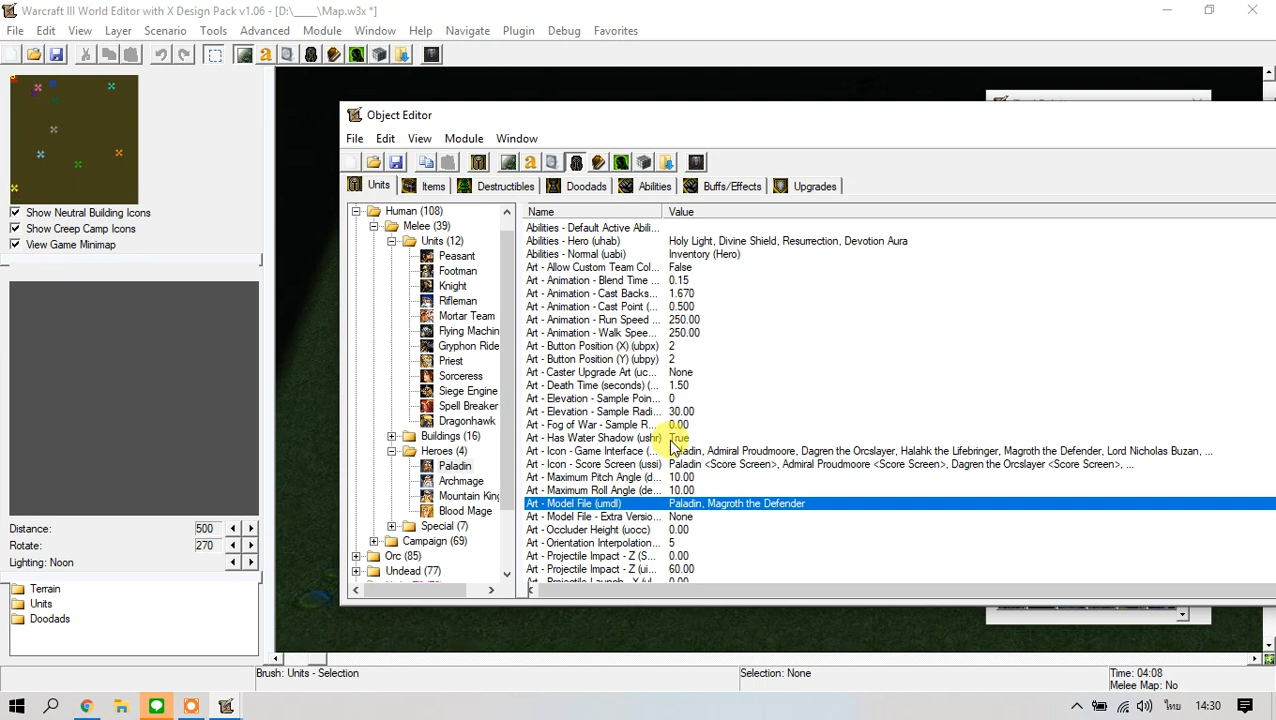 Warcraft III World Editor with X Design Pack v1.06 - [D:\____\Map.w3x *]
File Edit View Layer Scenario Tools Advanced Module Window Help Navigate Plugin Debug Favorites
Show Neutral Building Icons
Show Creep Camp Icons
View Game Minimap
Distance: 500
Rotate: 270
Lighting: Noon
Terrain
Units
Doodads
Object Editor
File Edit View Module Window
Units Items Destructibles Doodads Abilities Buffs/Effects Upgrades
Human (108)
Melee (39)
Units (12)
Peasant
Footman
Knight
Rifleman
Mortar Team
Flying Machin
Gryphon Ride
Priest
Sorceress
Siege Engine
Spell Breaker
Dragonhawk
Buildings (16)
Heroes (4)
Paladin
Archmage
Mountain King
Blood Mage
Special (7)
Campaign (69)
Orc (85)
Undead (77)
Name Value
Abilities - Default Active Abili...
Abilities - Hero (uhab) Holy Light, Divine Shield, Resurrection, Devotion Aura
Abilities - Normal (uabi) Inventory (Hero)
Art - Allow Custom Team Col... False
Art - Animation - Blend Time ... 0.15
Art - Animation - Cast Backs... 1.670
Art - Animation - Cast Point (... 0.500
Art - Animation - Run Speed ... 250.00
Art - Animation - Walk Spee... 250.00
Art - Button Position (X) (ubpx) 2
Art - Button Position (Y) (ubpy) 2
Art - Caster Upgrade Art (uc... None
Art - Death Time (seconds) (... 1.50
Art - Elevation - Sample Poin... 0
Art - Elevation - Sample Radi... 30.00
Art - Fog of War - Sample R... 0.00
Art - Has Water Shadow (ushr) True
Art - Icon - Game Interface (... Paladin, Admiral Proudmoore, Dagren the Orcslayer, Halahk the Lifebringer, Magroth the Defender, Lord Nicholas Buzan, ...
Art - Icon - Score Screen (ussi) Paladin <Score Screen>, Admiral Proudmoore <Score Screen>, Dagren the Orcslayer <Score Screen>, ...
Art - Maximum Pitch Angle (d... 10.00
Art - Maximum Roll Angle (de... 10.00
Art - Model File (umdl) Paladin, Magroth the Defender
Art - Model File - Extra Versio... None
Art - Occluder Height (uocc) 0.00
Art - Orientation Interpolation... 5
Art - Projectile Impact - Z (S... 0.00
Art - Projectile Impact - Z (ui... 60.00
Art - Projectile Launch - X (ul... 0.00
Brush: Units - Selection
Selection: None
Time: 04:08
Melee Map: No
ไทย 14:30